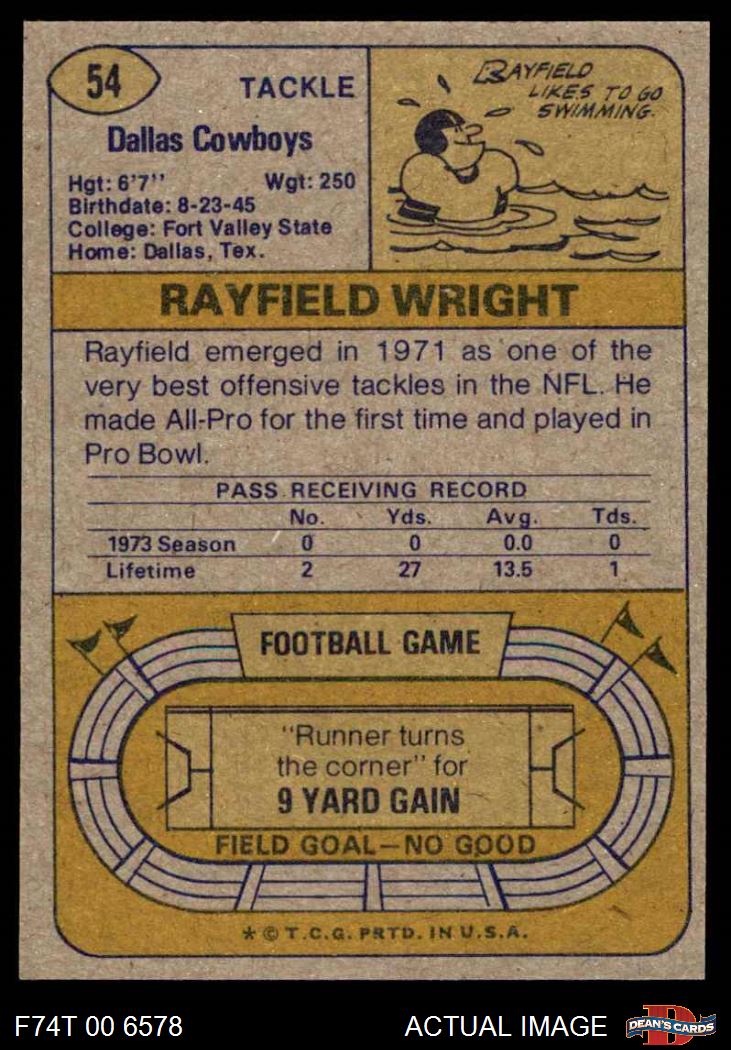 54
TACKLE
Dallas Cowboys
Hgt: 6'7'' Wgt: 250
Birthdate: 8-23-45
College: Fort Valley State
Home: Dallas, Tex.
RAYFIELD
LIKES TO GO
SWIMMING.
RAYFIELD WRIGHT
Rayfield emerged in 1971 as one of the
very best offensive tackles in the NFL. He
made All-Pro for the first time and played in
Pro Bowl.
PASS RECEIVING RECORD
No. Yds. Avg. Tds.
1973 Season 0 0 0.0 0
Lifetime 2 27 13.5 1
FOOTBALL GAME
"Runner turns
the corner" for
9 YARD GAIN
FIELD GOAL—NO GOOD
* © T.C.G. PRTD. IN U.S.A.
F74T 00 6578 ACTUAL IMAGE
D
DEAN'S CARDS